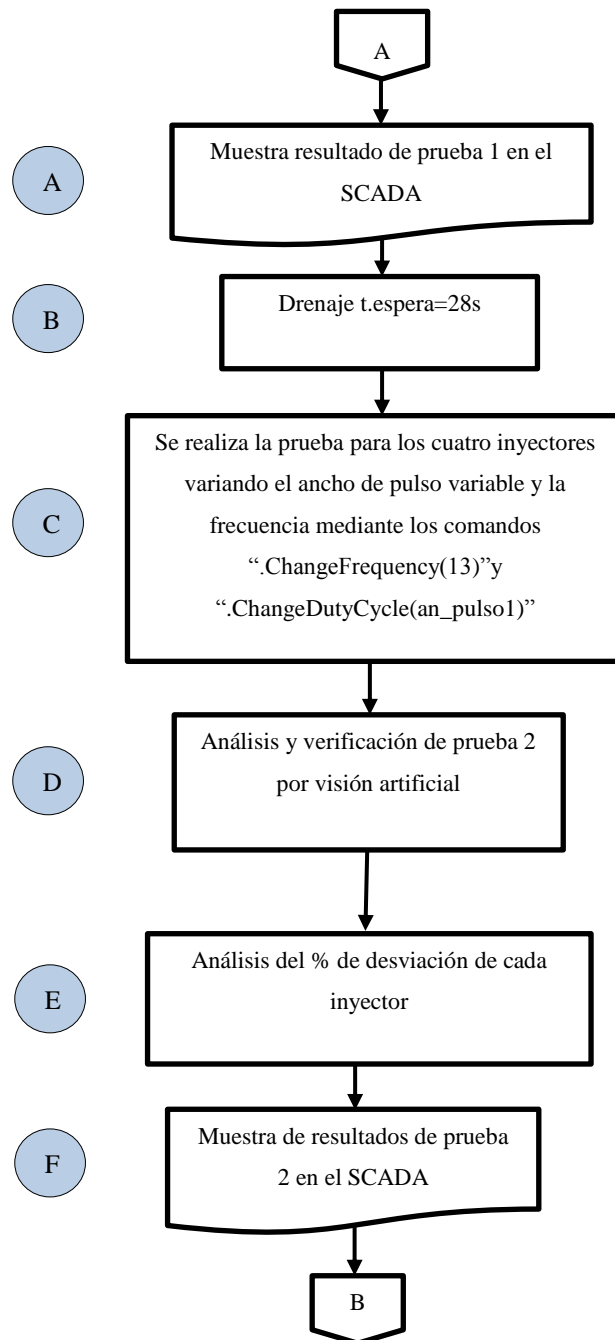 A
A
Muestra resultado de prueba 1 en el
SCADA
B
Drenaje t.espera=28s
C
Se realiza la prueba para los cuatro inyectores
variando el ancho de pulso variable y la
frecuencia mediante los comandos
“.ChangeFrequency(13)”y
“.ChangeDutyCycle(an_pulso1)”
D
Análisis y verificación de prueba 2
por visión artificial
E
Análisis del % de desviación de cada
inyector
F
Muestra de resultados de prueba
2 en el SCADA
B